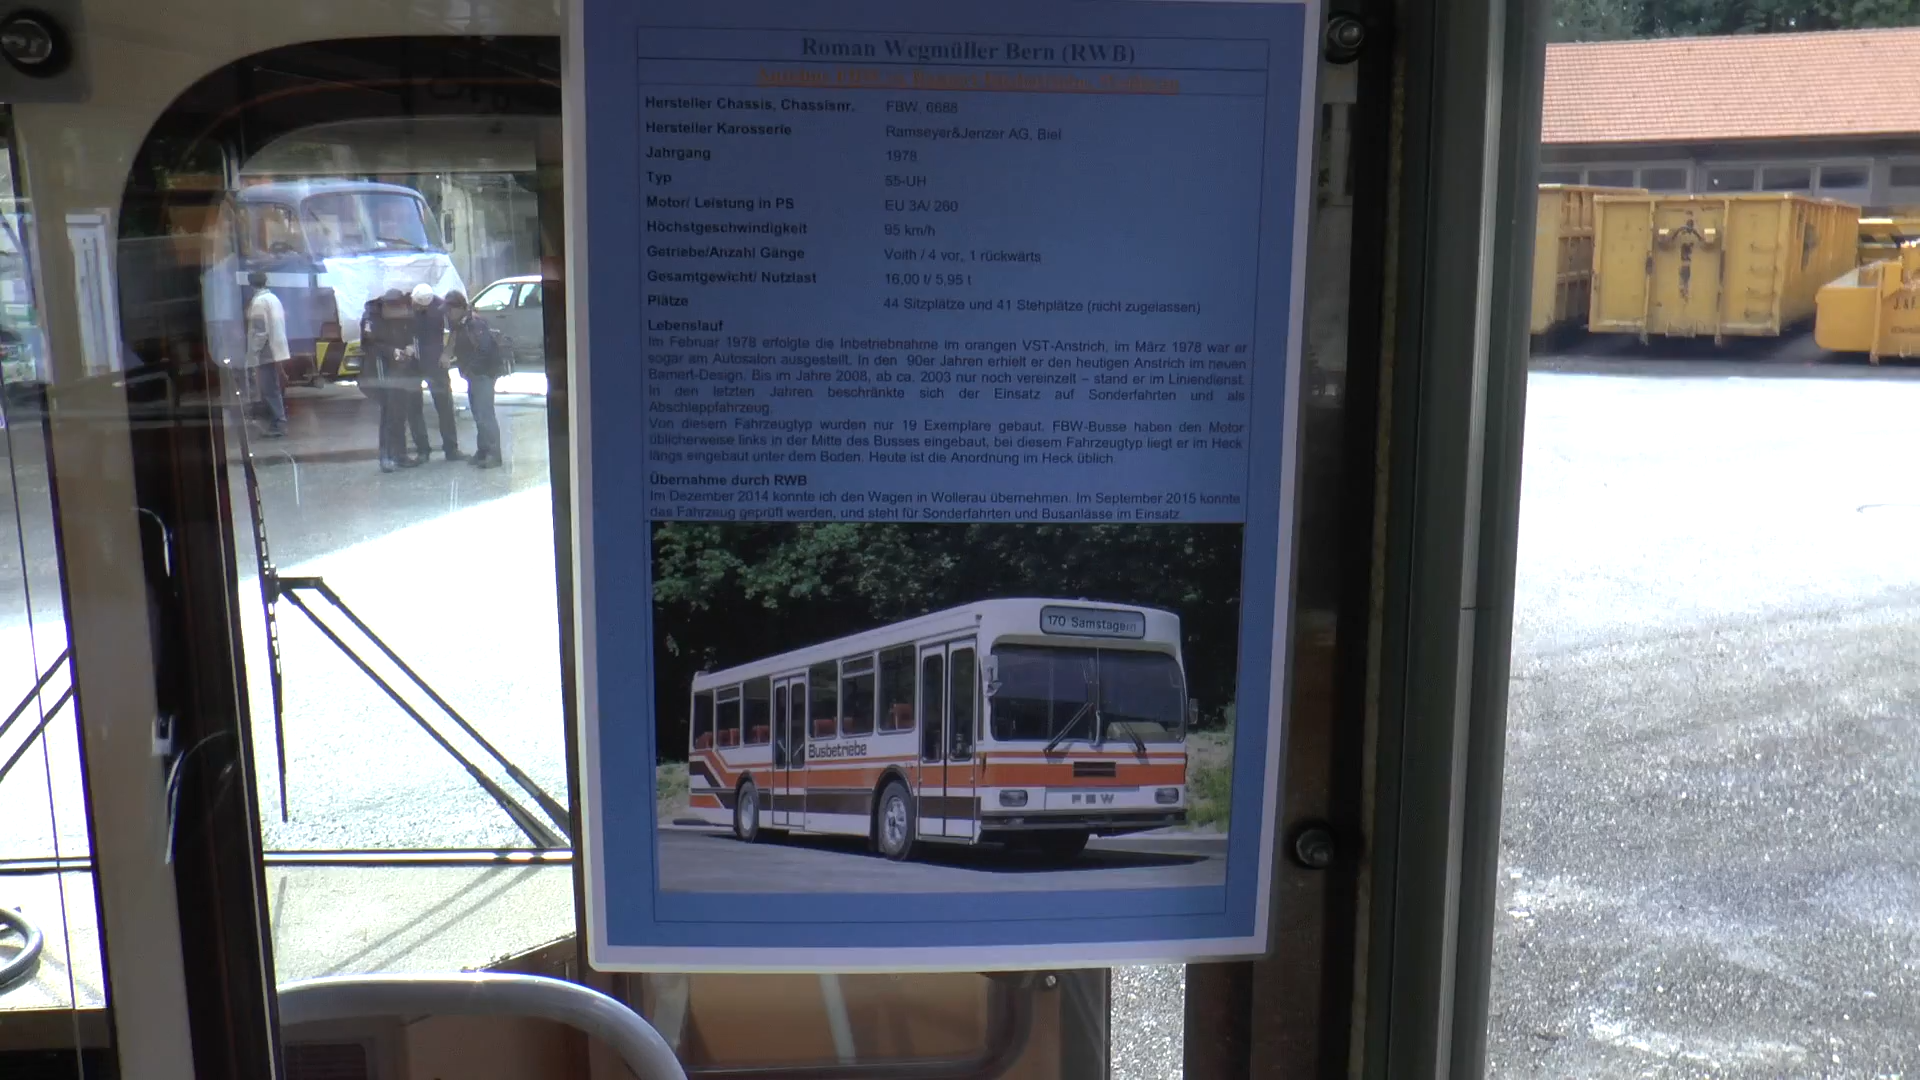 Roman Wegmüller Bern (RWB)
Hersteller Chassis, Chassisnr. FBW, 6688
Hersteller Karosserie Ramseyer&Jenzer AG, Biel
Jahrgang 1978
Typ 55-UH
Motor/ Leistung in PS EU 3A/ 260
Höchstgeschwindigkeit 95 km/h
Getriebe/Anzahl Gänge Voith / 4 vor, 1 rückwärts
Gesamtgewicht/ Nutzlast 16,00 t/ 5,95 t
Plätze 44 Sitzplätze und 41 Stehplätze (nicht zugelassen)
Lebenslauf
Im Februar 1978 erfolgte die Inbetriebnahme im orangen VST-Anstrich, im März 1978 war er
sogar am Autosalon ausgestellt. In den 90er Jahren erhielt er den heutigen Anstrich im neuen
Bamert-Design. Bis im Jahre 2008, ab ca. 2003 nur noch vereinzelt – stand er im Liniendienst.
In den letzten Jahren beschränkte sich der Einsatz auf Sonderfahrten und als
Abschleppfahrzeug.
Von diesem Fahrzeugtyp wurden nur 19 Exemplare gebaut. FBW-Busse haben den Motor
üblicherweise links in der Mitte des Busses eingebaut, bei diesem Fahrzeugtyp liegt er im Heck
längs eingebaut unter dem Boden. Heute ist die Anordnung im Heck üblich.
Übernahme durch RWB
Im Dezember 2014 konnte ich den Wagen in Wollerau übernehmen. Im September 2015 konnte
das Fahrzeug geprüft werden, und steht für Sonderfahrten und Busanlässe im Einsatz.
170 Samstagern
Busbetriebe
FBW